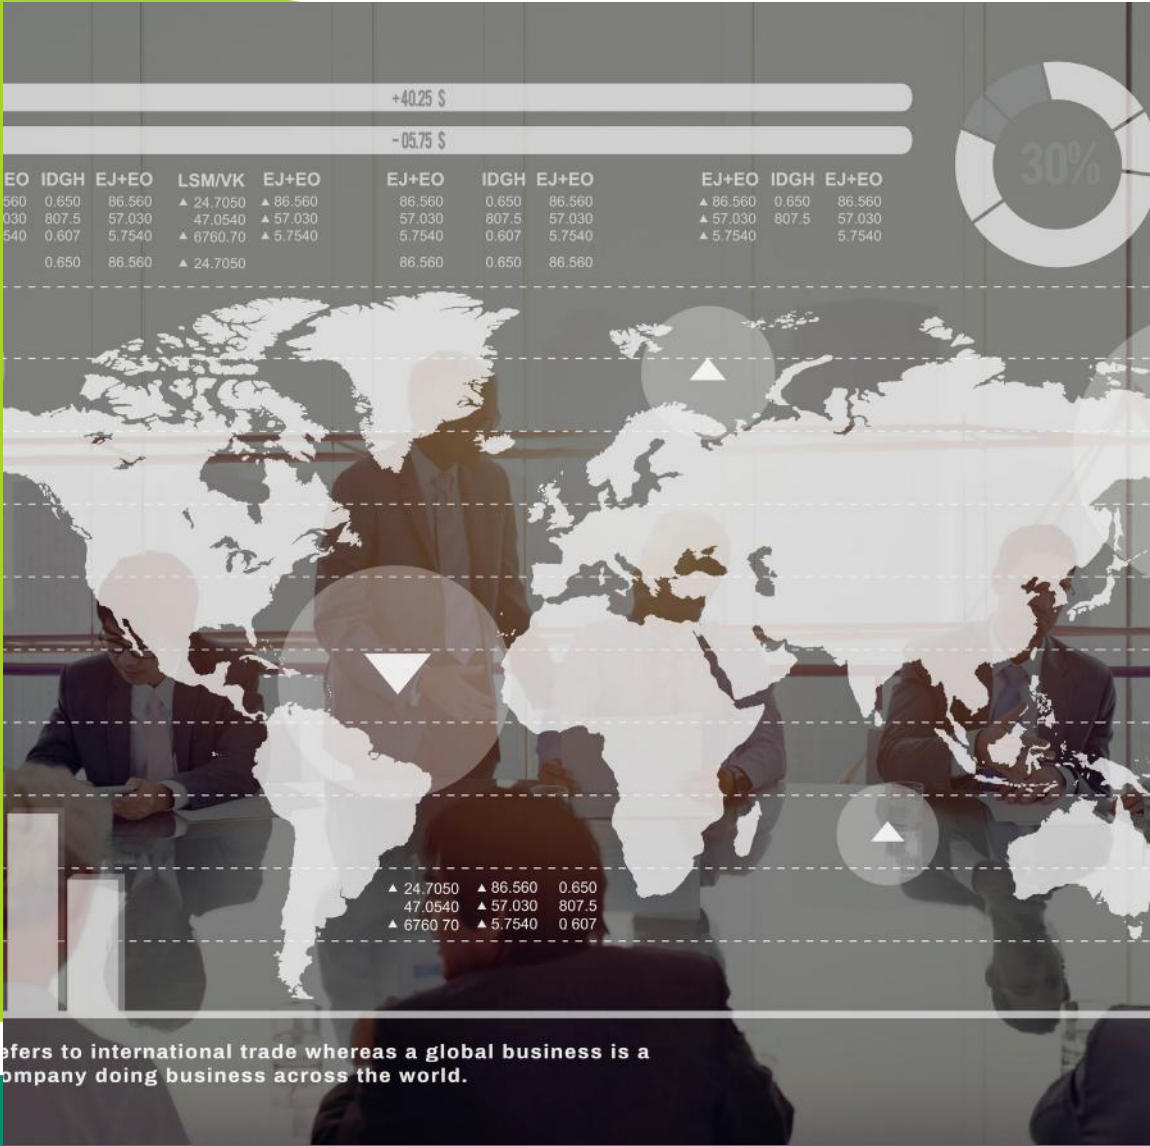 +40.25 $
- 05.75 $
30%
EO IDGH EJ+EO LSM/VK EJ+EO EJ+EO IDGH EJ+EO EJ+EO IDGH EJ+EO
560 0.650 86.560 ▲ 24.7050 ▲ 86.560 86.560 0.650 86.560 ▲ 86.560 0.650 86.560
030 807.5 57.030 47.0540 ▲ 57.030 57.030 807.5 57.030 ▲ 57.030 807.5 57.030
540 0.607 5.7540 ▲ 6760.70 ▲ 5.7540 5.7540 0.607 5.7540 ▲ 5.7540 5.7540
0.650 86.560 ▲ 24.7050 86.560 0.650 86.560
▲ 24.7050 ▲ 86.560 0.650
47.0540 ▲ 57.030 807.5
▲ 6760 70 ▲ 5.7540 0 607
efers to international trade whereas a global business is a
ompany doing business across the world.